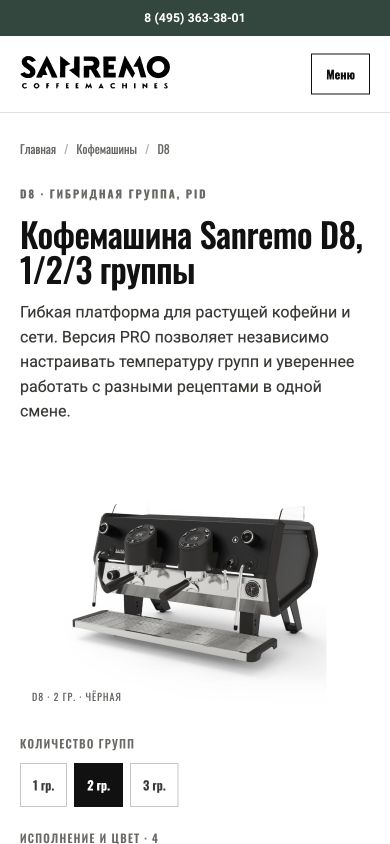 8 (495) 363-38-01
SANREMO
COFFEEMACHINES
Меню
Главная / Кофемашины / D8
D8 · ГИБРИДНАЯ ГРУППА, PID
Кофемашина Sanremo D8,
1/2/3 группы
Гибкая платформа для растущей кофейни и
сети. Версия PRO позволяет независимо
настраивать температуру групп и увереннее
работать с разными рецептами в одной
смене.
D8 · 2 ГР. · ЧЁРНАЯ
КОЛИЧЕСТВО ГРУПП
1 гр.
2 гр.
3 гр.
ИСПОЛНЕНИЕ И ЦВЕТ · 4